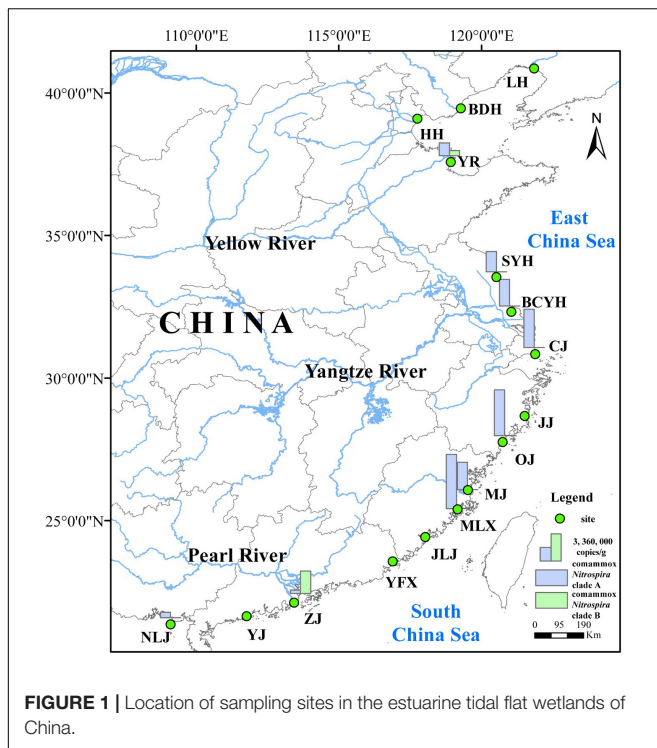 110°0'0"E 115°0'0"E 120°0'0"E
40°0'0"N
35°0'0"N
30°0'0"N
25°0'0"N
LH
BDH
HH
YR
N
East
China Sea
Yellow River
SYH
BCYH
CHINA
CJ
Yangtze River
JJ
OJ
MJ
MLX
JLJ
YFX
Pearl River
ZJ
YJ
NLJ
South
China Sea
Legend
site
3, 360, 000
copies/g
comammox
Nitrospira
clade A
comammox
Nitrospira
clade B
0 95 190
Km
FIGURE 1 | Location of sampling sites in the estuarine tidal flat wetlands of
China.